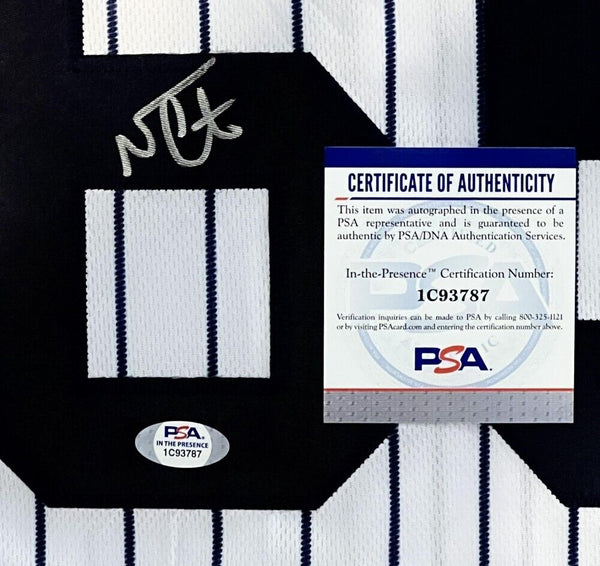 CERTIFICATE OF AUTHENTICITY
This item was autographed in the presence of a
PSA representative and is guaranteed to be
authentic by PSA/DNA Authentication Services.
In-the-Presence™ Certification Number:
1C93787
Verification inquiries can be made to PSA by calling 800-325-1121
or by visiting PSAcard.com and entering the certification number above.
PSA.
PSA.
IN THE PRESENCE
1C93787